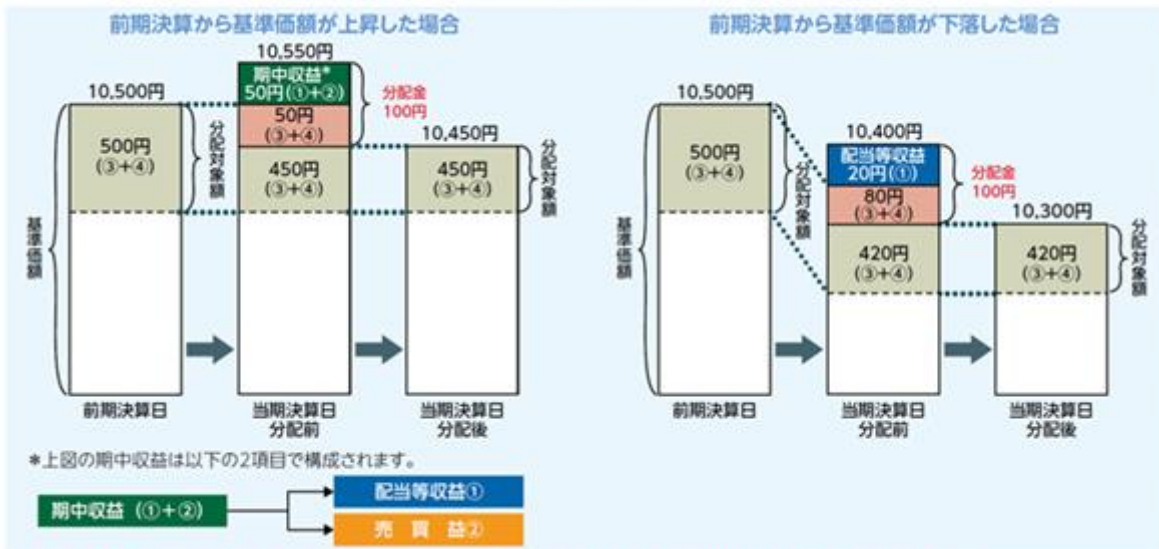 前期決算から基準価額が上昇した場合
10,500円
500円
(③+④)
分配対象額
基準価額
前期決算日
10,550円
期中収益*
50円(①+②)
50円
(③+④)
450円
(③+④)
分配金
100円
当期決算日
分配前
10,450円
450円
(③+④)
分配対象額
当期決算日
分配後
*上図の期中収益は以下の2項目で構成されます。
期中収益 (①+②)
配当等収益①
売 買 益②
前期決算から基準価額が下落した場合
10,500円
500円
(③+④)
分配対象額
基準価額
前期決算日
10,400円
配当等収益
20円(①)
80円
(③+④)
420円
(③+④)
分配金
100円
当期決算日
分配前
10,300円
420円
(③+④)
分配対象額
当期決算日
分配後